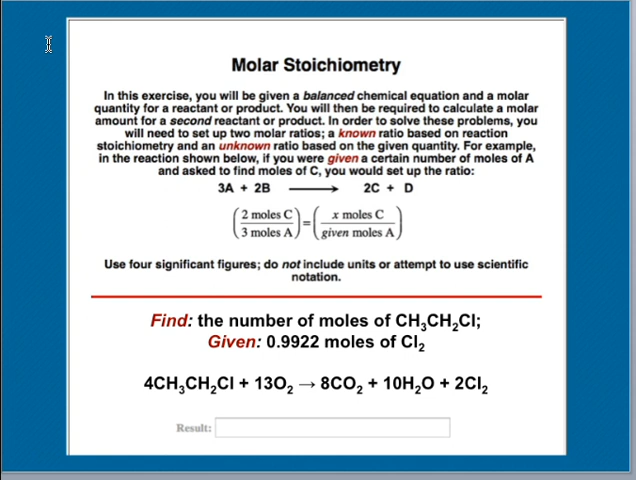 Molar Stoichiometry
In this exercise, you will be given a balanced chemical equation and a molar
quantity for a reactant or product. You will then be required to calculate a molar
amount for a second reactant or product. In order to solve these problems, you
will need to set up two molar ratios; a known ratio based on reaction
stoichiometry and an unknown ratio based on the given quantity. For example,
in the reaction shown below, if you were given a certain number of moles of A
and asked to find moles of C, you would set up the ratio:
3A + 2B ⟶ 2C + D
(2 moles C / 3 moles A) = (x moles C / given moles A)
Use four significant figures; do not include units or attempt to use scientific
notation.
Find: the number of moles of CH₃CH₂Cl;
Given: 0.9922 moles of Cl₂
4CH₃CH₂Cl + 13O₂ → 8CO₂ + 10H₂O + 2Cl₂
Result: